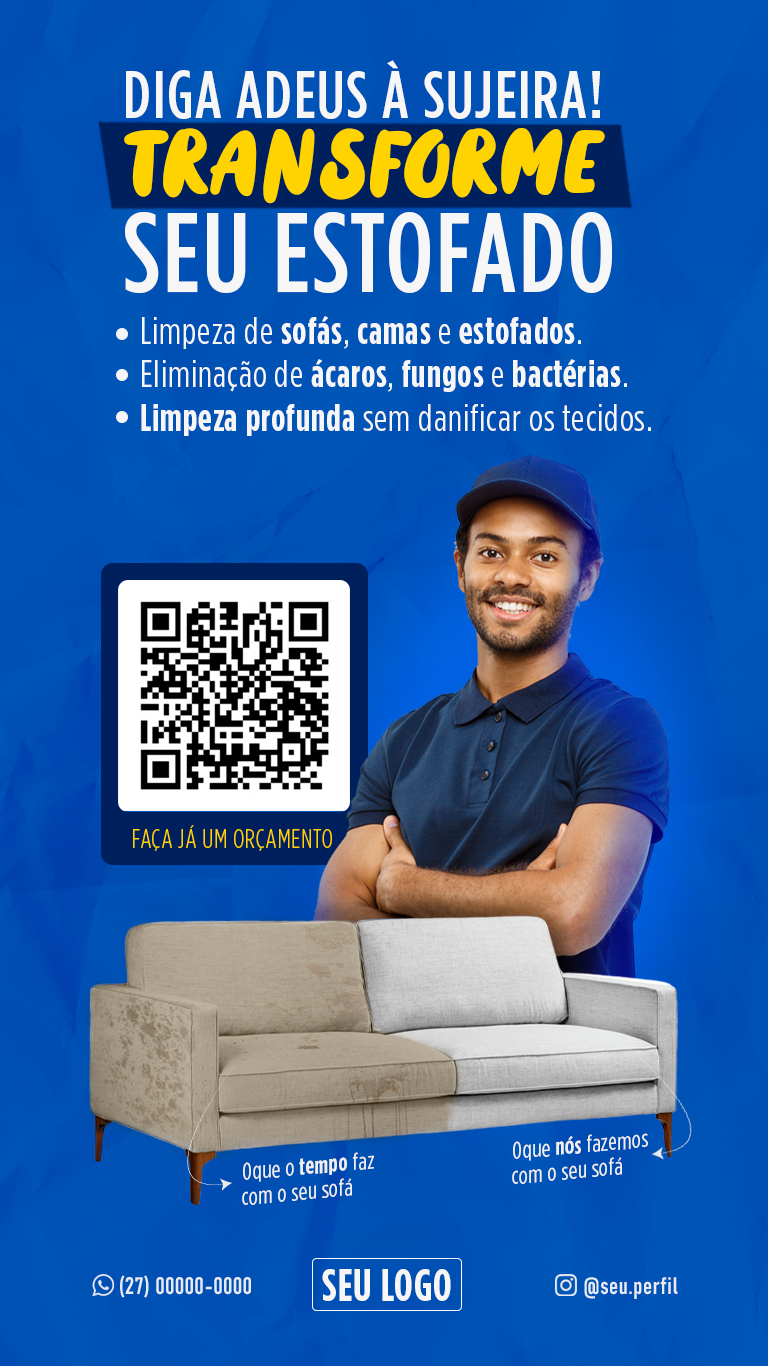 DIGA ADEUS À SUJEIRA!
TRANSFORME
SEU ESTOFADO
• Limpeza de sofás, camas e estofados.
• Eliminação de ácaros, fungos e bactérias.
• Limpeza profunda sem danificar os tecidos.
FAÇA JÁ UM ORÇAMENTO
Oque o tempo faz
com o seu sofá
Oque nós fazemos
com o seu sofá
(27) 00000-0000
SEU LOGO
@seu.perfil